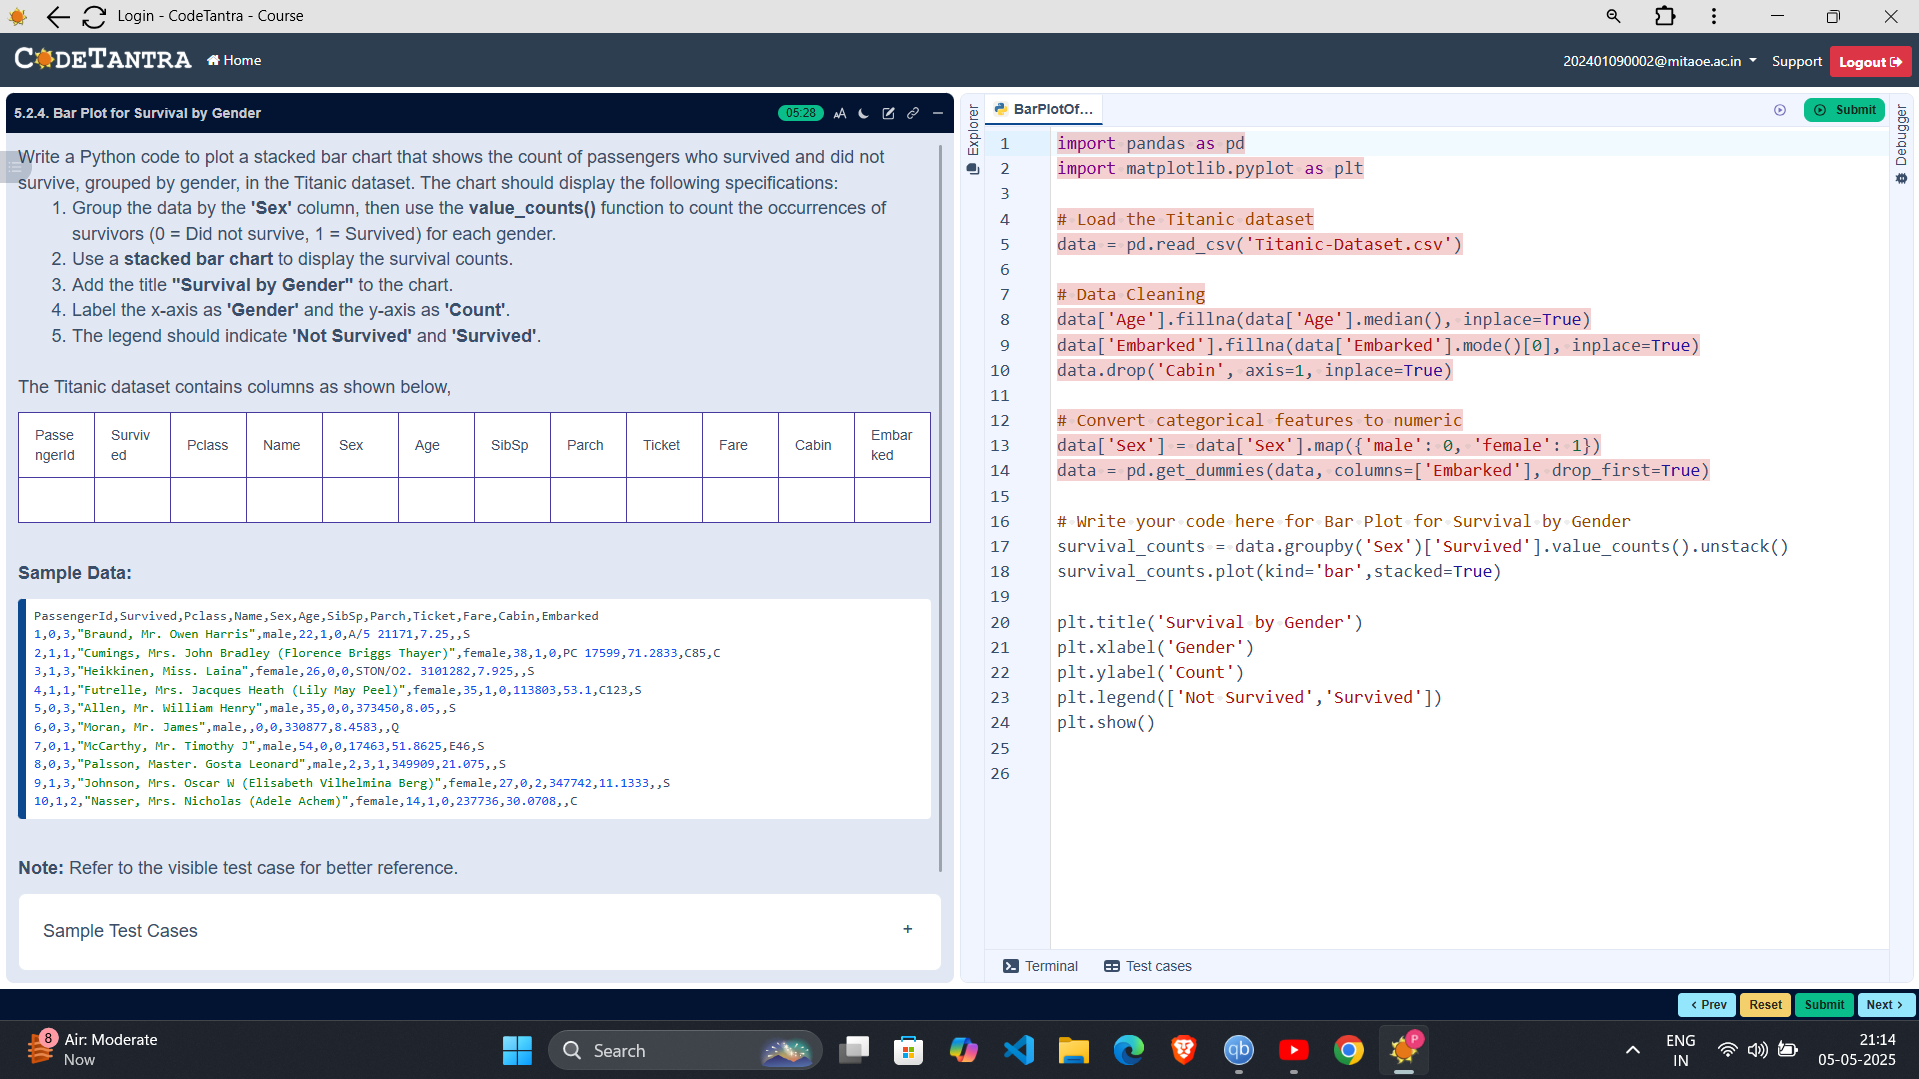 Login - CodeTantra - Course
CODETANTRA
Home
202401090002@mitaoe.ac.in
Support
Logout
5.2.4. Bar Plot for Survival by Gender
05:28
AA
Write a Python code to plot a stacked bar chart that shows the count of passengers who survived and did not
survive, grouped by gender, in the Titanic dataset. The chart should display the following specifications:
1. Group the data by the 'Sex' column, then use the value_counts() function to count the occurrences of
survivors (0 = Did not survive, 1 = Survived) for each gender.
2. Use a stacked bar chart to display the survival counts.
3. Add the title "Survival by Gender" to the chart.
4. Label the x-axis as 'Gender' and the y-axis as 'Count'.
5. The legend should indicate 'Not Survived' and 'Survived'.
The Titanic dataset contains columns as shown below,
Passe
ngerId
Surviv
ed
Pclass
Name
Sex
Age
SibSp
Parch
Ticket
Fare
Cabin
Embar
ked
Sample Data:
PassengerId,Survived,Pclass,Name,Sex,Age,SibSp,Parch,Ticket,Fare,Cabin,Embarked
1,0,3,"Braund, Mr. Owen Harris",male,22,1,0,A/5 21171,7.25,,S
2,1,1,"Cumings, Mrs. John Bradley (Florence Briggs Thayer)",female,38,1,0,PC 17599,71.2833,C85,C
3,1,3,"Heikkinen, Miss. Laina",female,26,0,0,STON/O2. 3101282,7.925,,S
4,1,1,"Futrelle, Mrs. Jacques Heath (Lily May Peel)",female,35,1,0,113803,53.1,C123,S
5,0,3,"Allen, Mr. William Henry",male,35,0,0,373450,8.05,,S
6,0,3,"Moran, Mr. James",male,,0,0,330877,8.4583,,Q
7,0,1,"McCarthy, Mr. Timothy J",male,54,0,0,17463,51.8625,E46,S
8,0,3,"Palsson, Master. Gosta Leonard",male,2,3,1,349909,21.075,,S
9,1,3,"Johnson, Mrs. Oscar W (Elisabeth Vilhelmina Berg)",female,27,0,2,347742,11.1333,,S
10,1,2,"Nasser, Mrs. Nicholas (Adele Achem)",female,14,1,0,237736,30.0708,,C
Note: Refer to the visible test case for better reference.
Sample Test Cases
+
Explorer
BarPlotOf...
Submit
Debugger
1 import pandas as pd
2 import matplotlib.pyplot as plt
3
4 # Load the Titanic dataset
5 data = pd.read_csv('Titanic-Dataset.csv')
6
7 # Data Cleaning
8 data['Age'].fillna(data['Age'].median(), inplace=True)
9 data['Embarked'].fillna(data['Embarked'].mode()[0], inplace=True)
10 data.drop('Cabin', axis=1, inplace=True)
11
12 # Convert categorical features to numeric
13 data['Sex'] = data['Sex'].map({'male': 0, 'female': 1})
14 data = pd.get_dummies(data, columns=['Embarked'], drop_first=True)
15
16 # Write your code here for Bar Plot for Survival by Gender
17 survival_counts = data.groupby('Sex')['Survived'].value_counts().unstack()
18 survival_counts.plot(kind='bar',stacked=True)
19
20 plt.title('Survival by Gender')
21 plt.xlabel('Gender')
22 plt.ylabel('Count')
23 plt.legend(['Not Survived','Survived'])
24 plt.show()
25
26
Terminal
Test cases
< Prev
Reset
Submit
Next >
8
Air: Moderate
Now
Search
qb
P
ENG
IN
21:14
05-05-2025